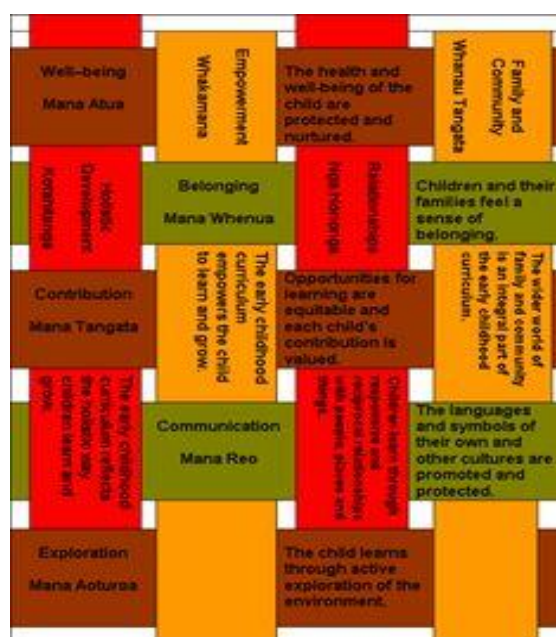 Well-being
Mana Atua
Empowerment
Whakamana
The health and
well-being of the
child are
protected and
nurtured.
Family and
Community
Whanau Tangata
Holistic
Development
Kotahitanga
Belonging
Mana Whenua
Relationships
Nga Hononga
Children and their
families feel a
sense of
belonging.
Contribution
Mana Tangata
The early childhood
curriculum
empowers the child
to learn and grow.
Opportunities for
learning are
equitable and
each child's
contribution is
valued.
The wider world of
family and community
is an integral part of
the early childhood
curriculum.
The early childhood
curriculum reflects
the holistic way
children learn and
grow.
Communication
Mana Reo
Children learn through
responsive and
reciprocal relationships
with people, places and
things.
The languages
and symbols of
their own and
other cultures are
promoted and
protected.
Exploration
Mana Aoturoa
The child learns
through active
exploration of the
environment.